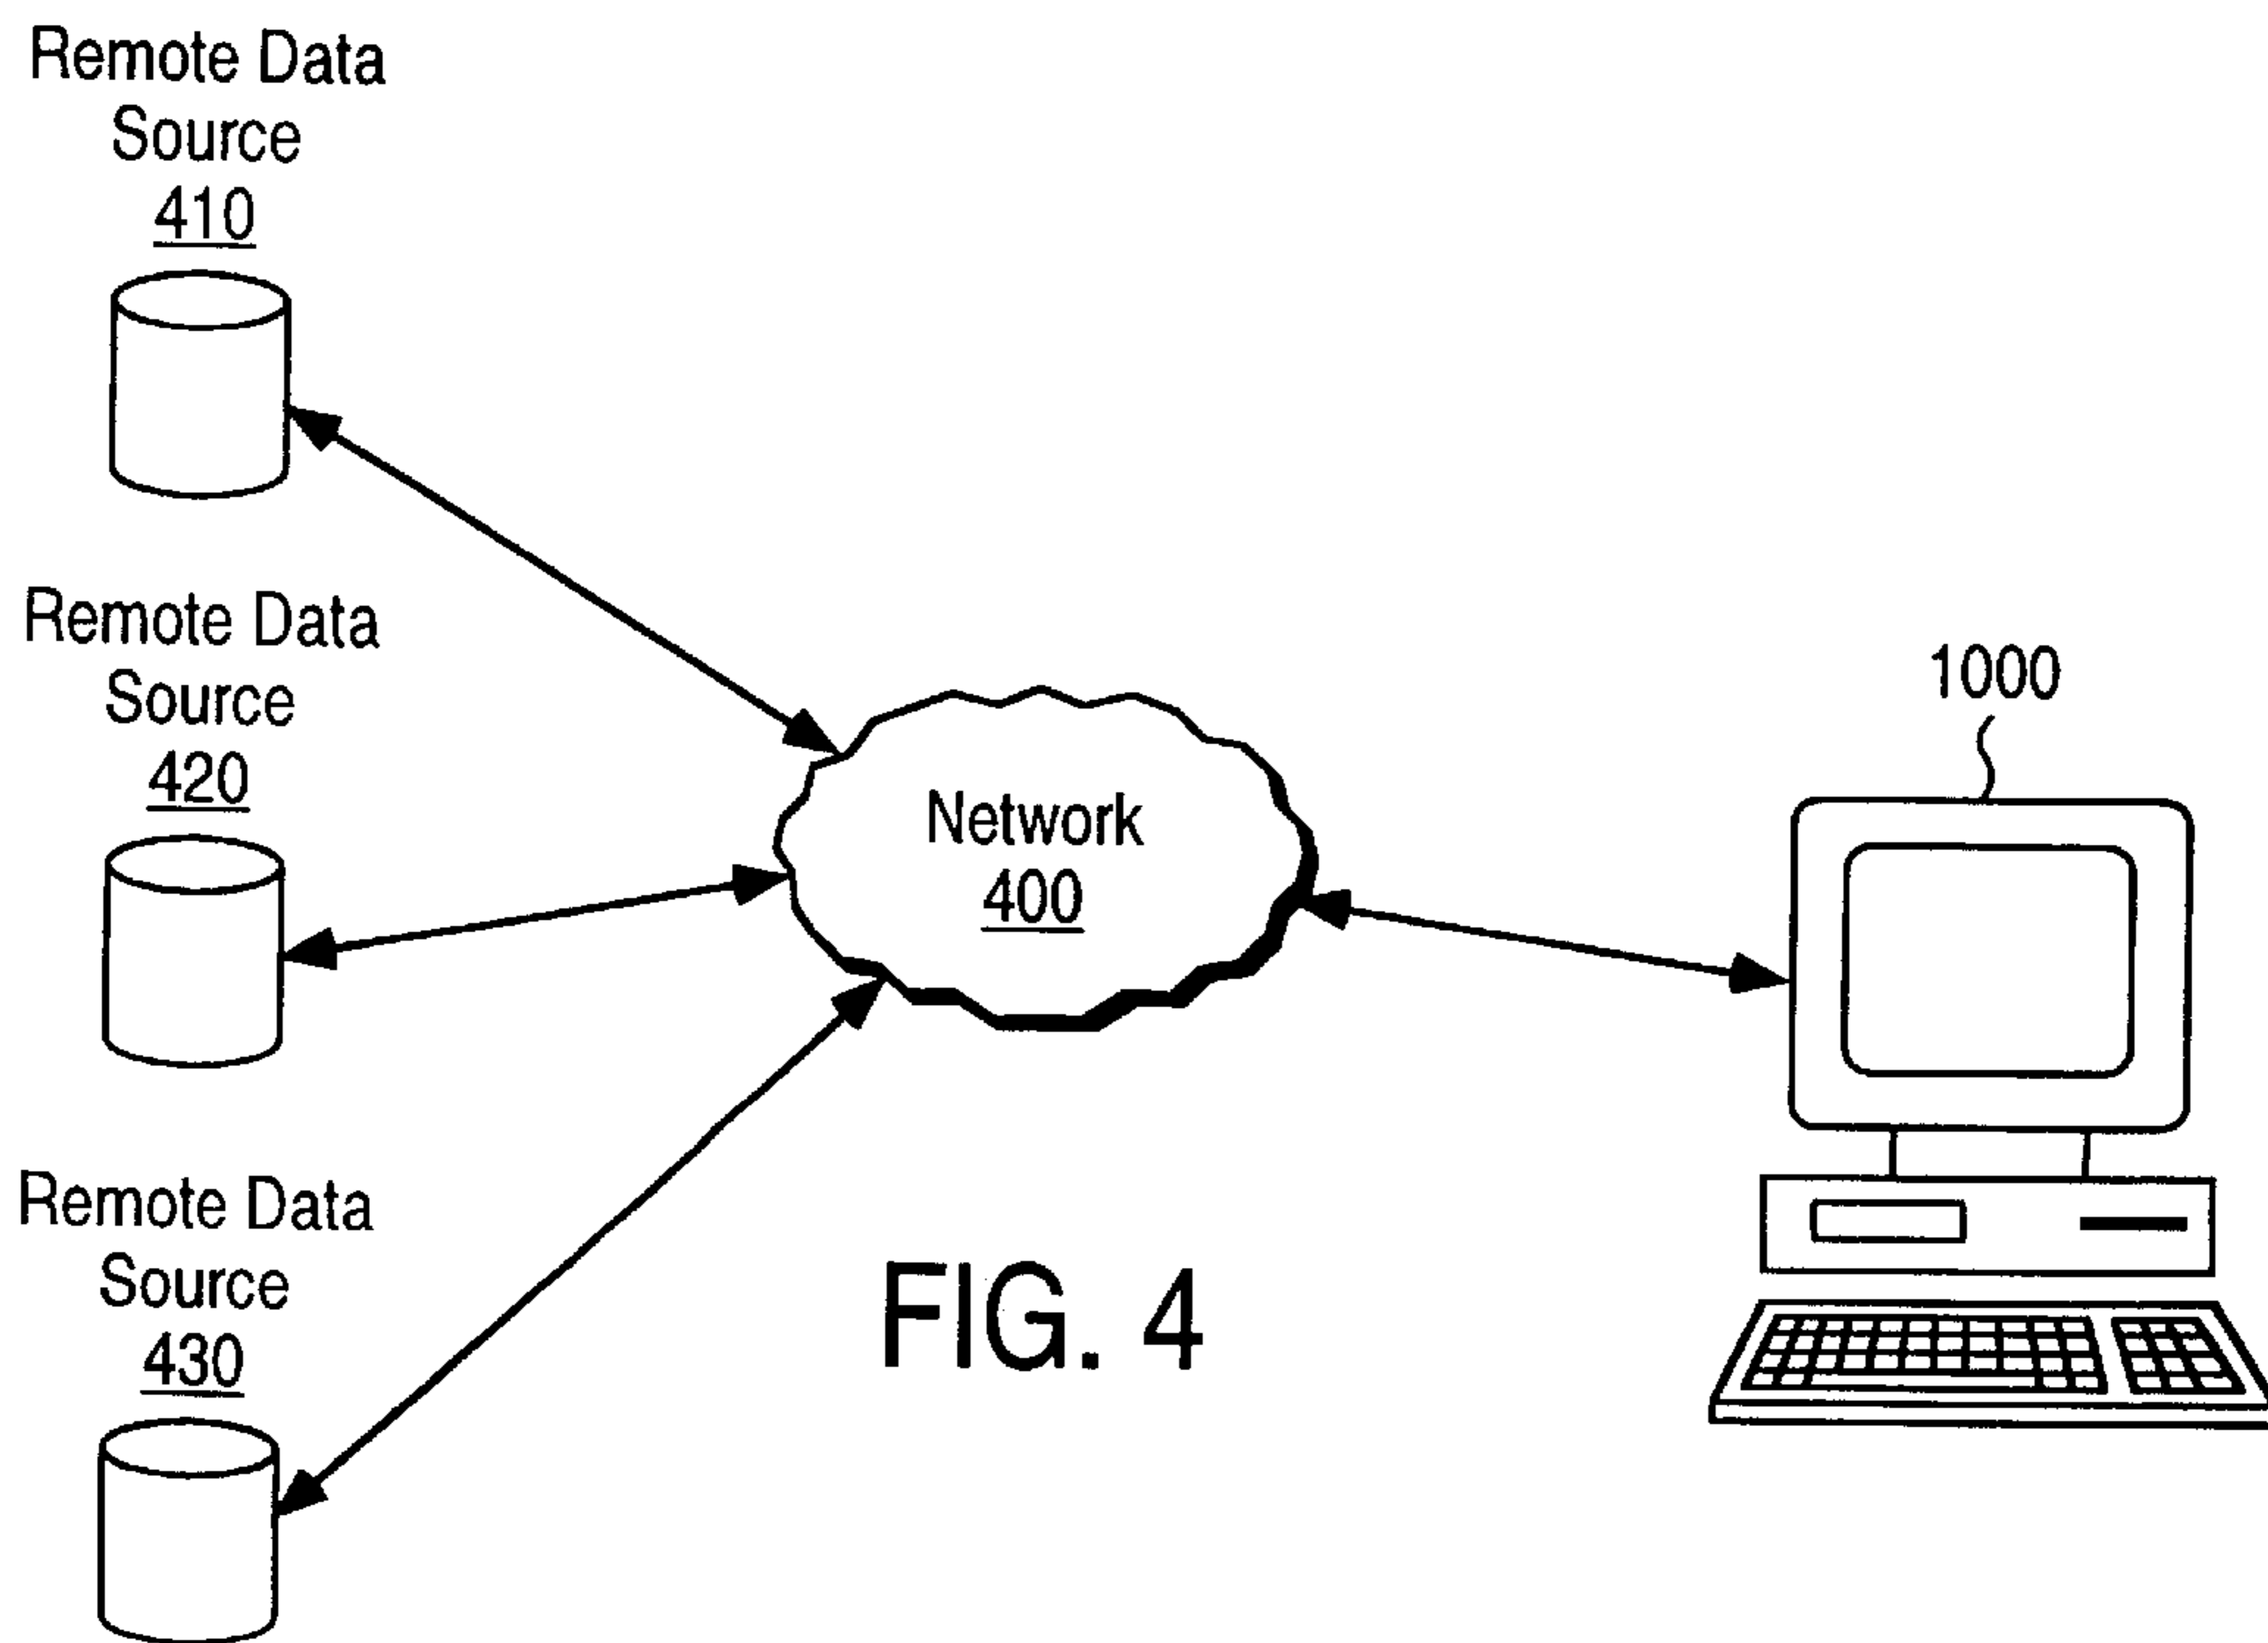 Remote Data
Source
410
Remote Data
Source
420
Network
400
1000
Remote Data
Source
430
FIG. 4